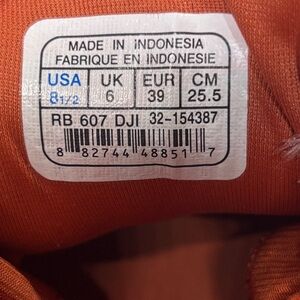 MADE IN INDONESIA
FABRIQUE EN INDONESIE
USA UK EUR CM
8 1/2 6 39 25.5
RB 607 DJI 32-154387
8 82744 48851 7